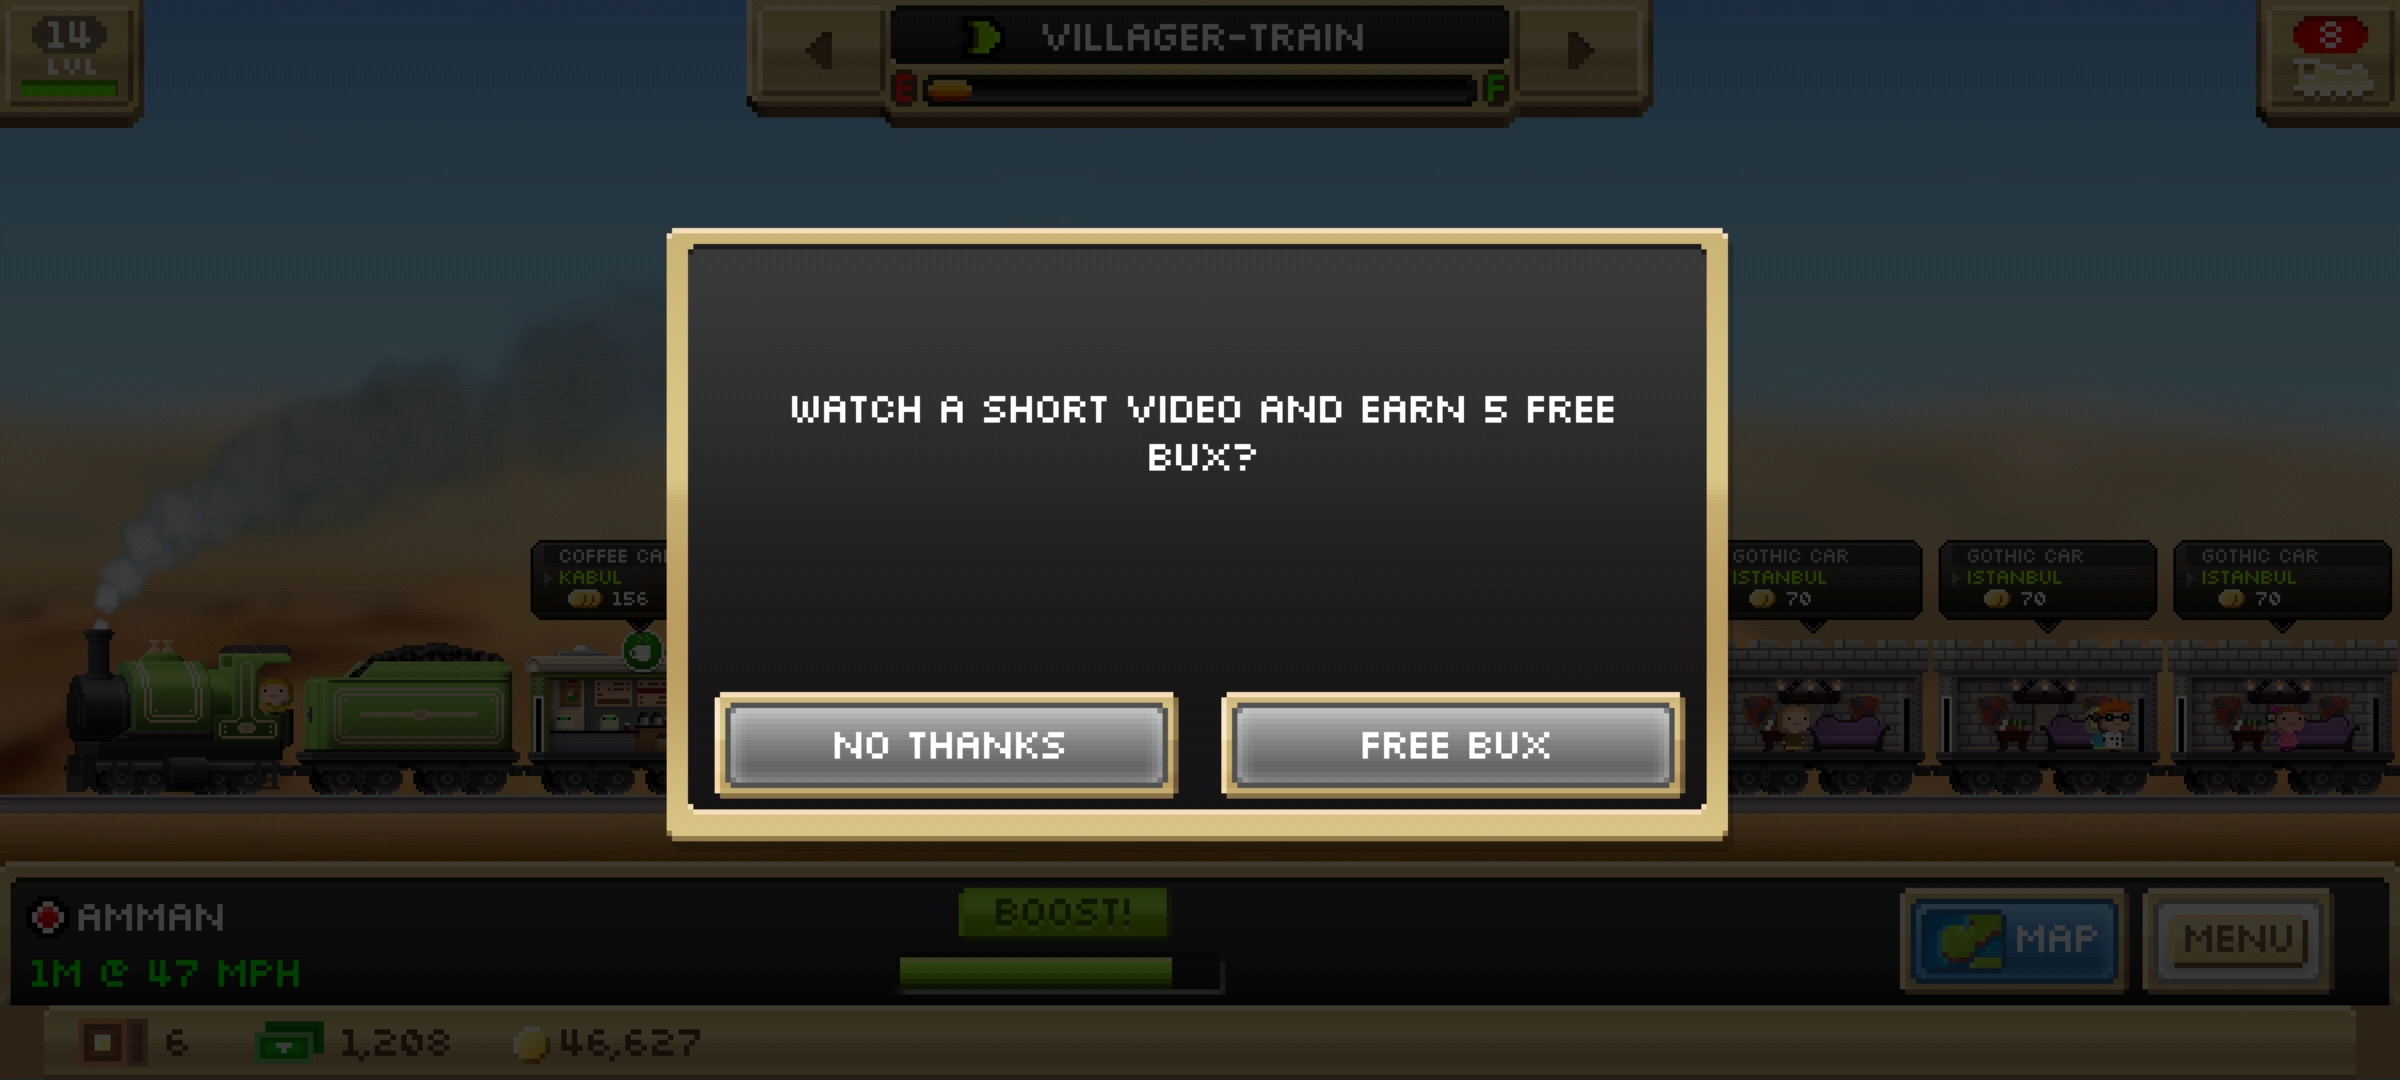 14
LVL
VILLAGER-TRAIN
E F
8
WATCH A SHORT VIDEO AND EARN 5 FREE
BUX?
COFFEE CA
KABUL
156
GOTHIC CAR
ISTANBUL
70
GOTHIC CAR
ISTANBUL
70
GOTHIC CAR
ISTANBUL
70
NO THANKS
FREE BUX
AMMAN
1M @ 47 MPH
BOOST!
MAP
MENU
6
1,208
46,627